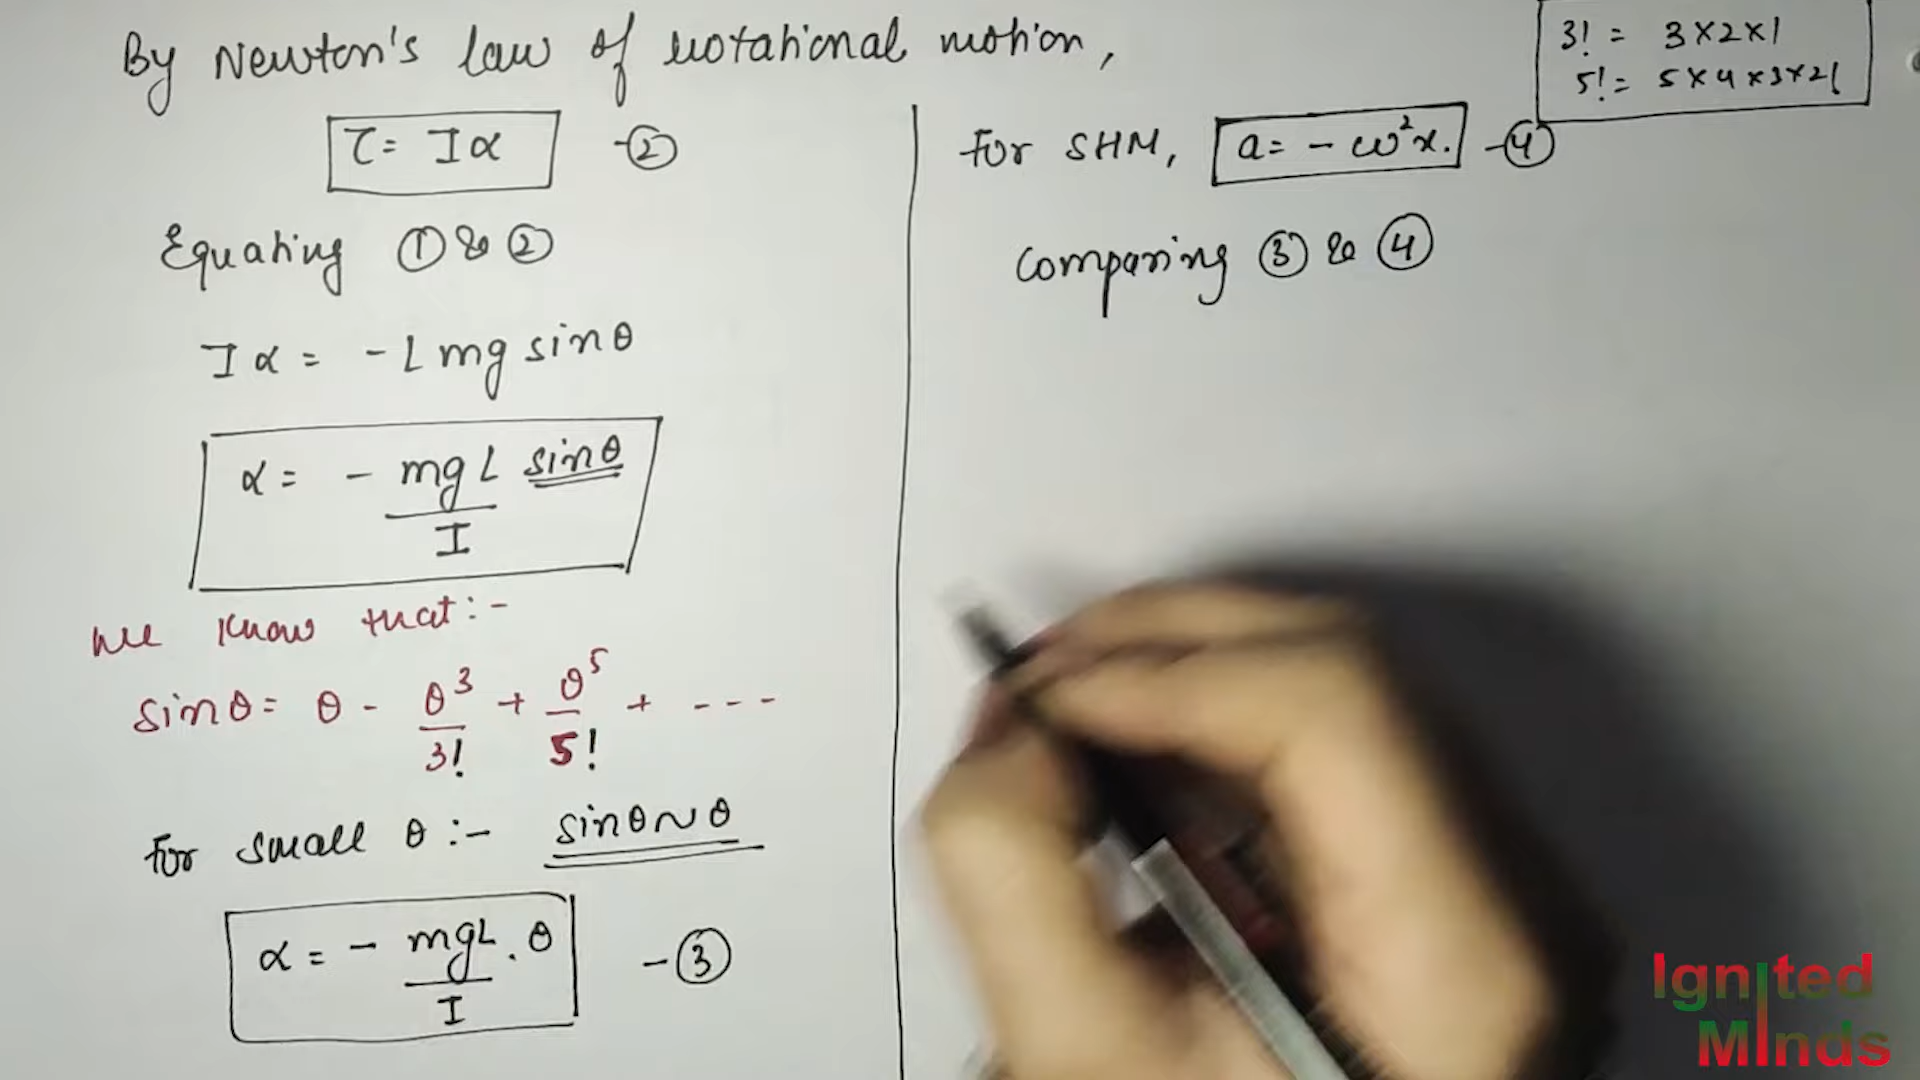 By Newton's law of rotational motion,
τ = Iα -②
Equating ① & ②
Iα = - L mg sinθ
α = - mgL sinθ / I
We know that:-
sinθ = θ - θ³/3! + θ⁵/5! + - - -
For small θ :- sinθ ~ θ
α = - mgL/I . θ -③
3! = 3×2×1
5! = 5×4×3×21
For SHM, a = - ω²x. -④
Comparing ③ & ④
Ignited
Minds